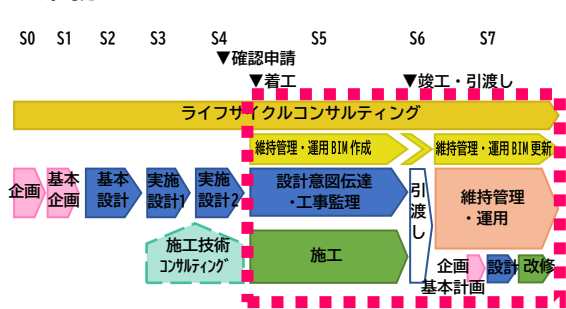 S0 S1 S2 S3 S4 S5 S6 S7
▼確認申請
▼着工 ▼竣工・引渡し
ライフサイクルコンサルティング
維持管理・運用BIM作成 維持管理・運用BIM更新
企画
基本
企画
基本
設計
実施
設計1
実施
設計2
設計意図伝達
・工事監理
引
渡
し
維持管理
・運用
施工技術
コンサルティング
施工
企画
基本計画
設計
改修